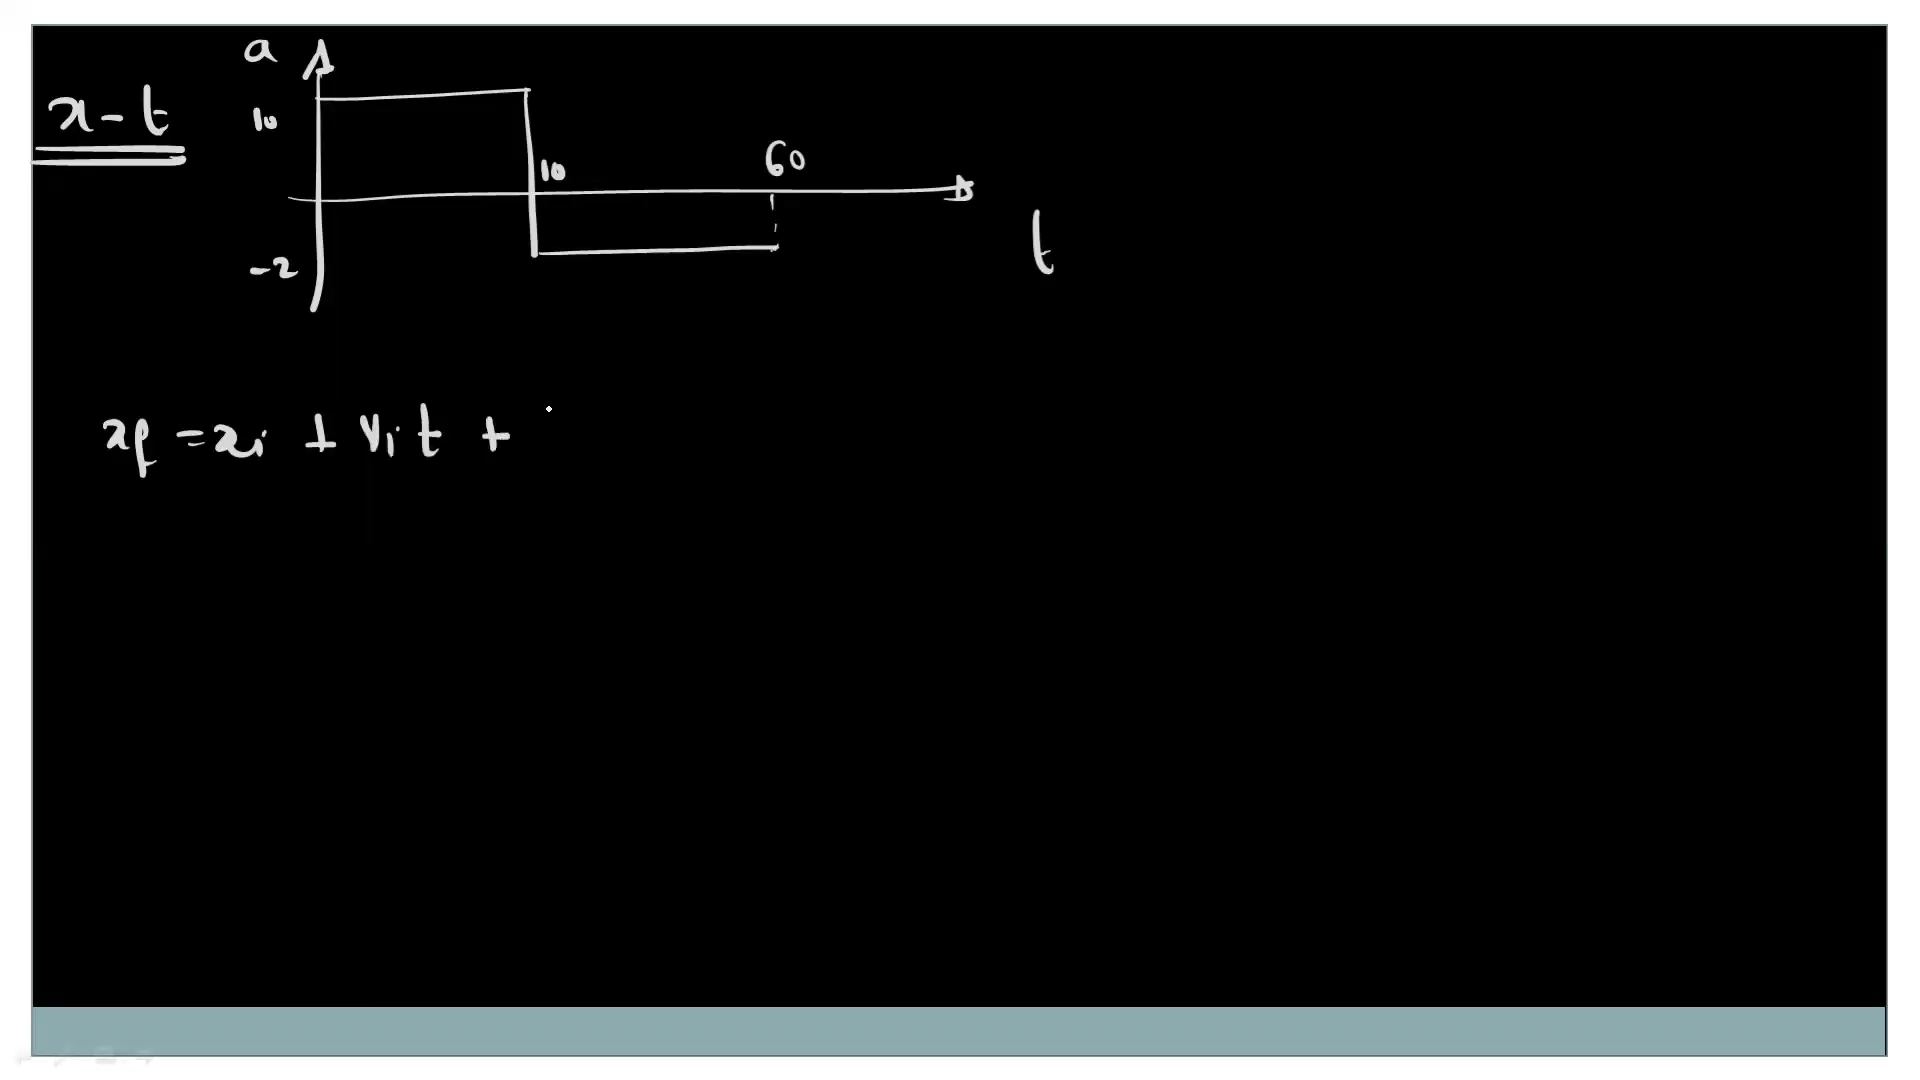 a
x-t
10
10
60
-2
t
xf = xi + vi t +